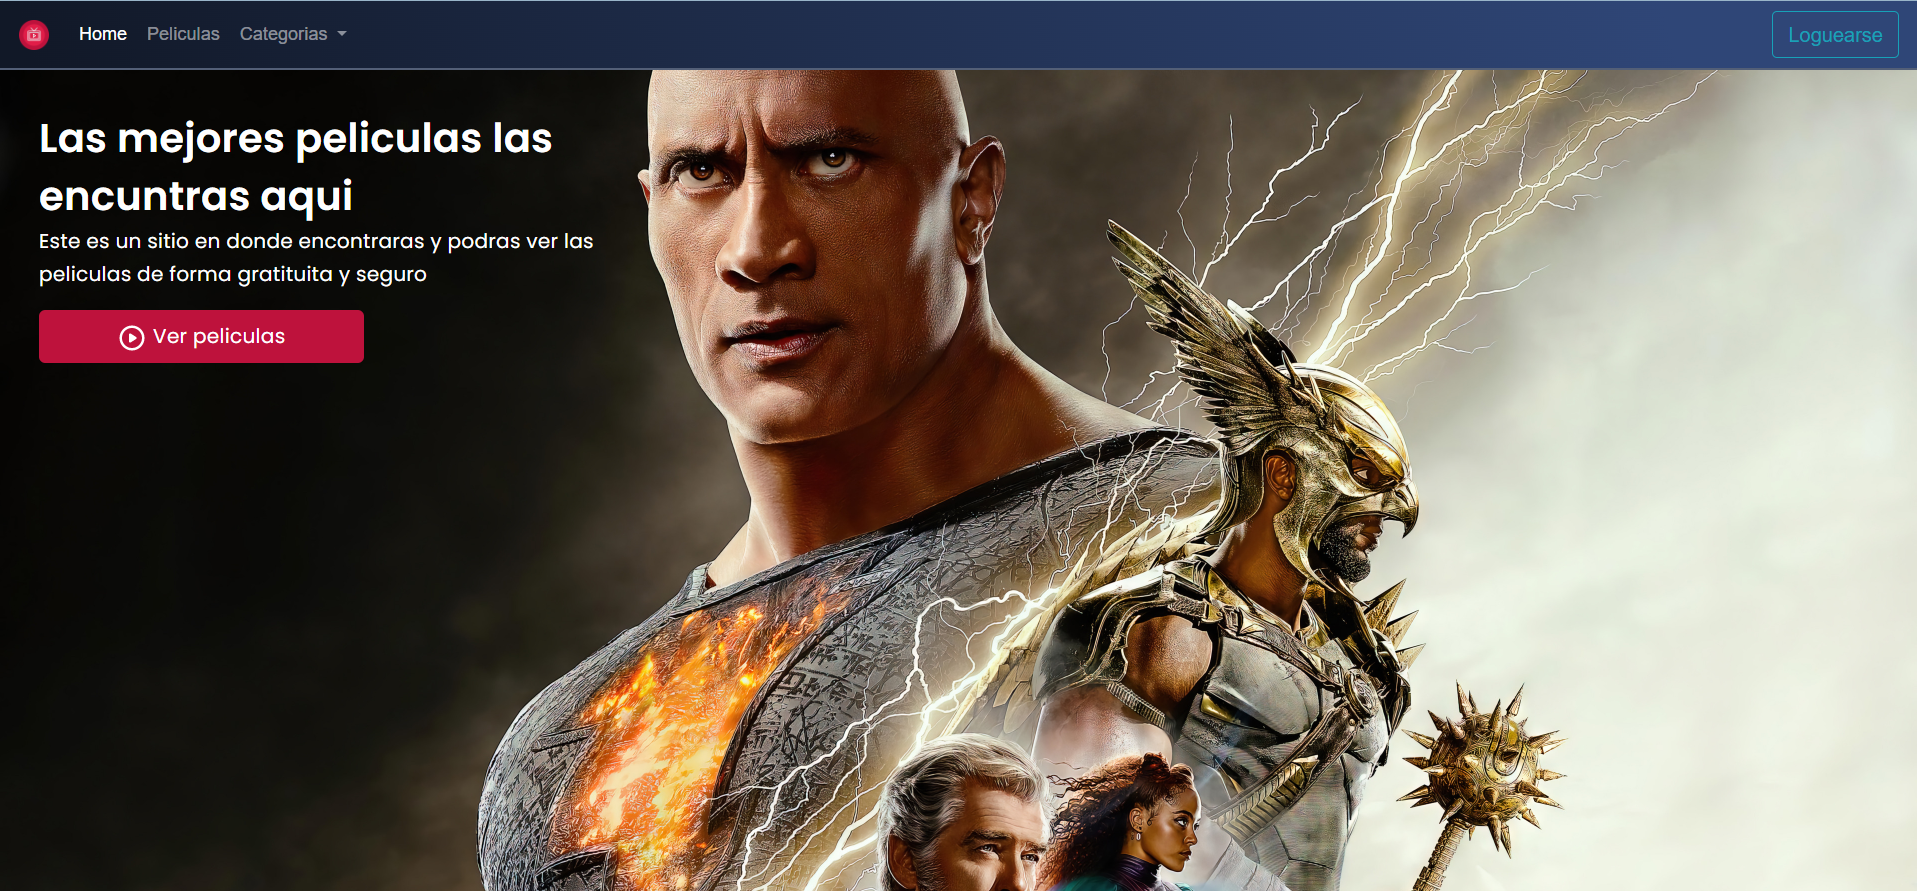 Home Peliculas Categorias Loguearse
Las mejores peliculas las
encuntras aqui
Este es un sitio en donde encontraras y podras ver las
peliculas de forma gratituita y seguro
Ver peliculas